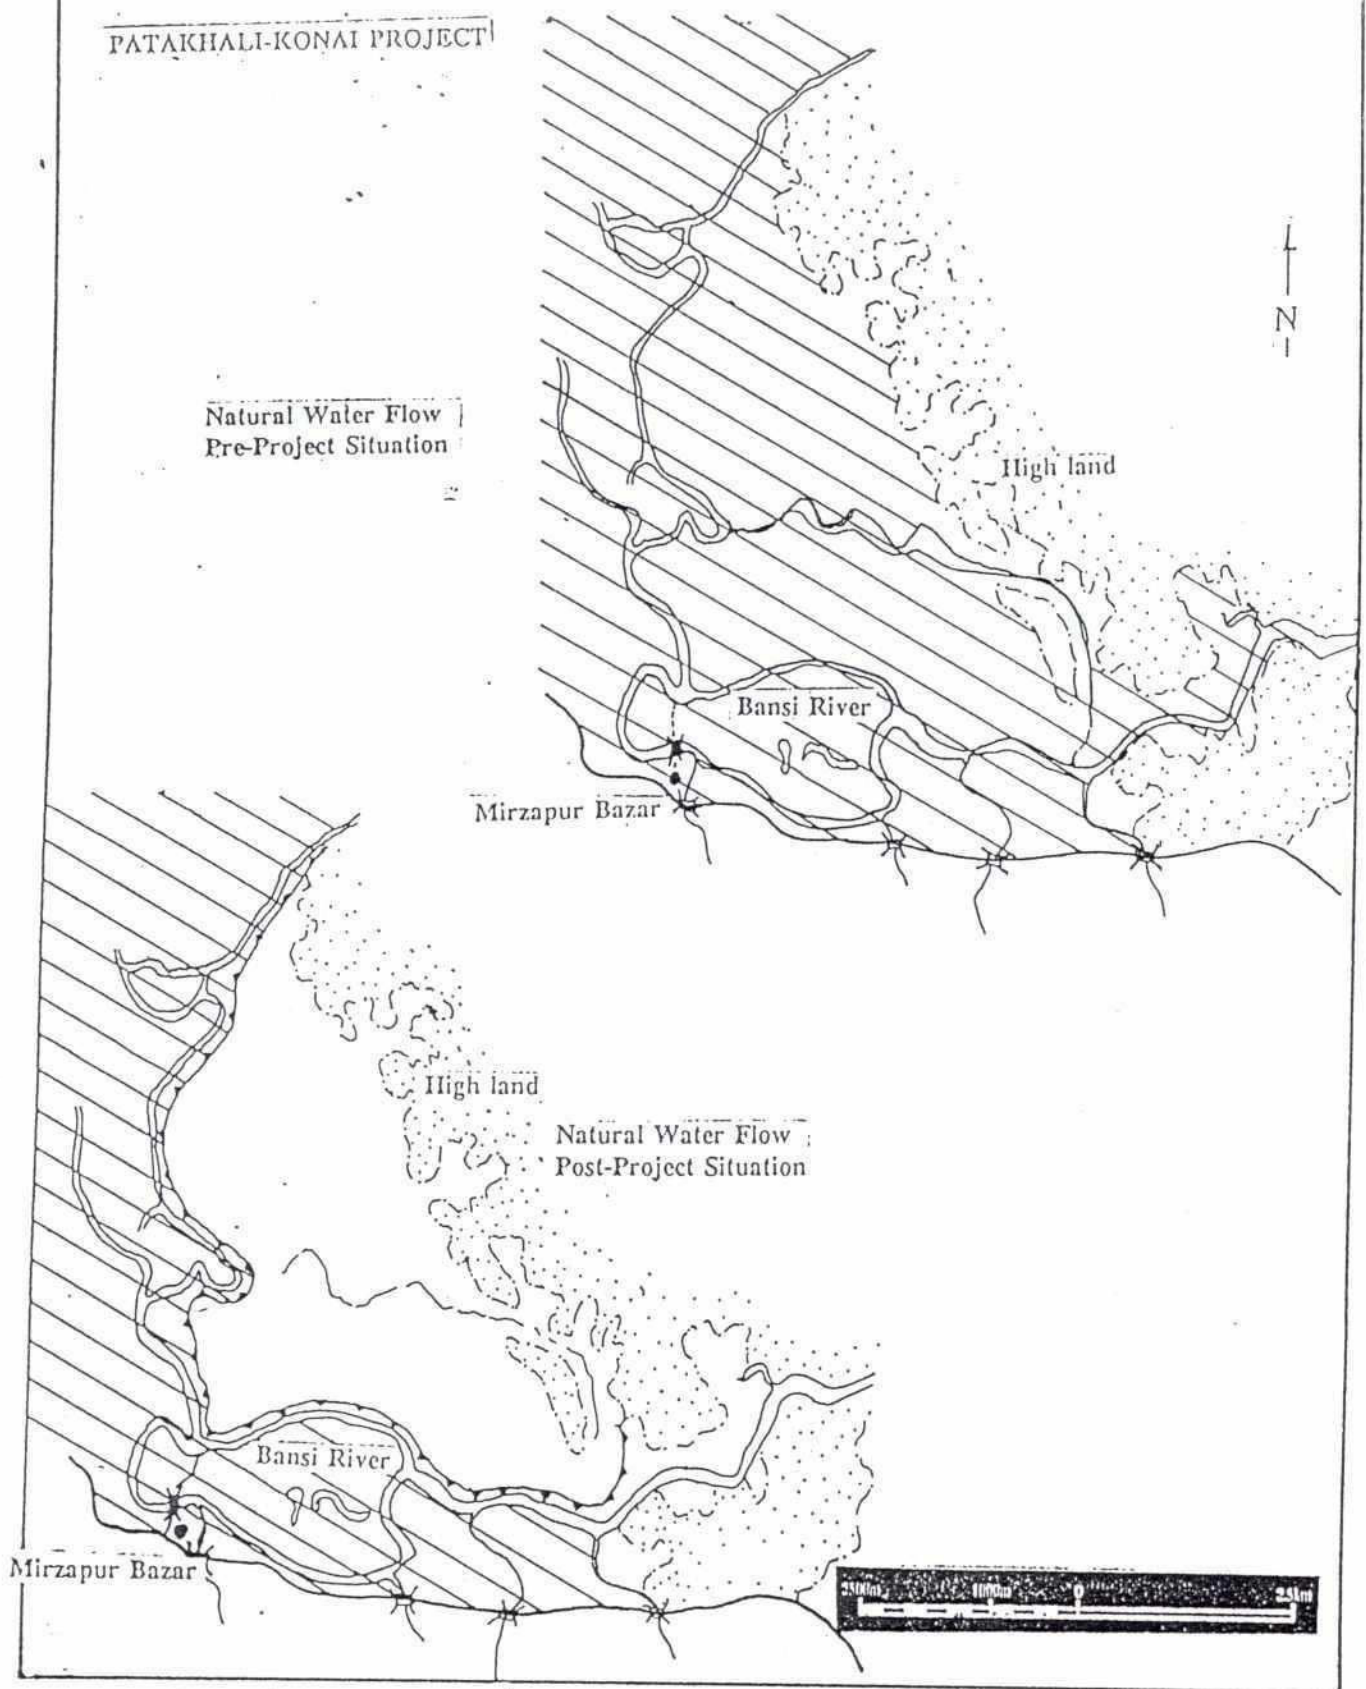 PATAKHALI-KONAI PROJECT
N
Natural Water Flow
Pre-Project Situation
High land
Bansi River
Mirzapur Bazar
High land
Natural Water Flow
Post-Project Situation
Bansi River
Mirzapur Bazar
0